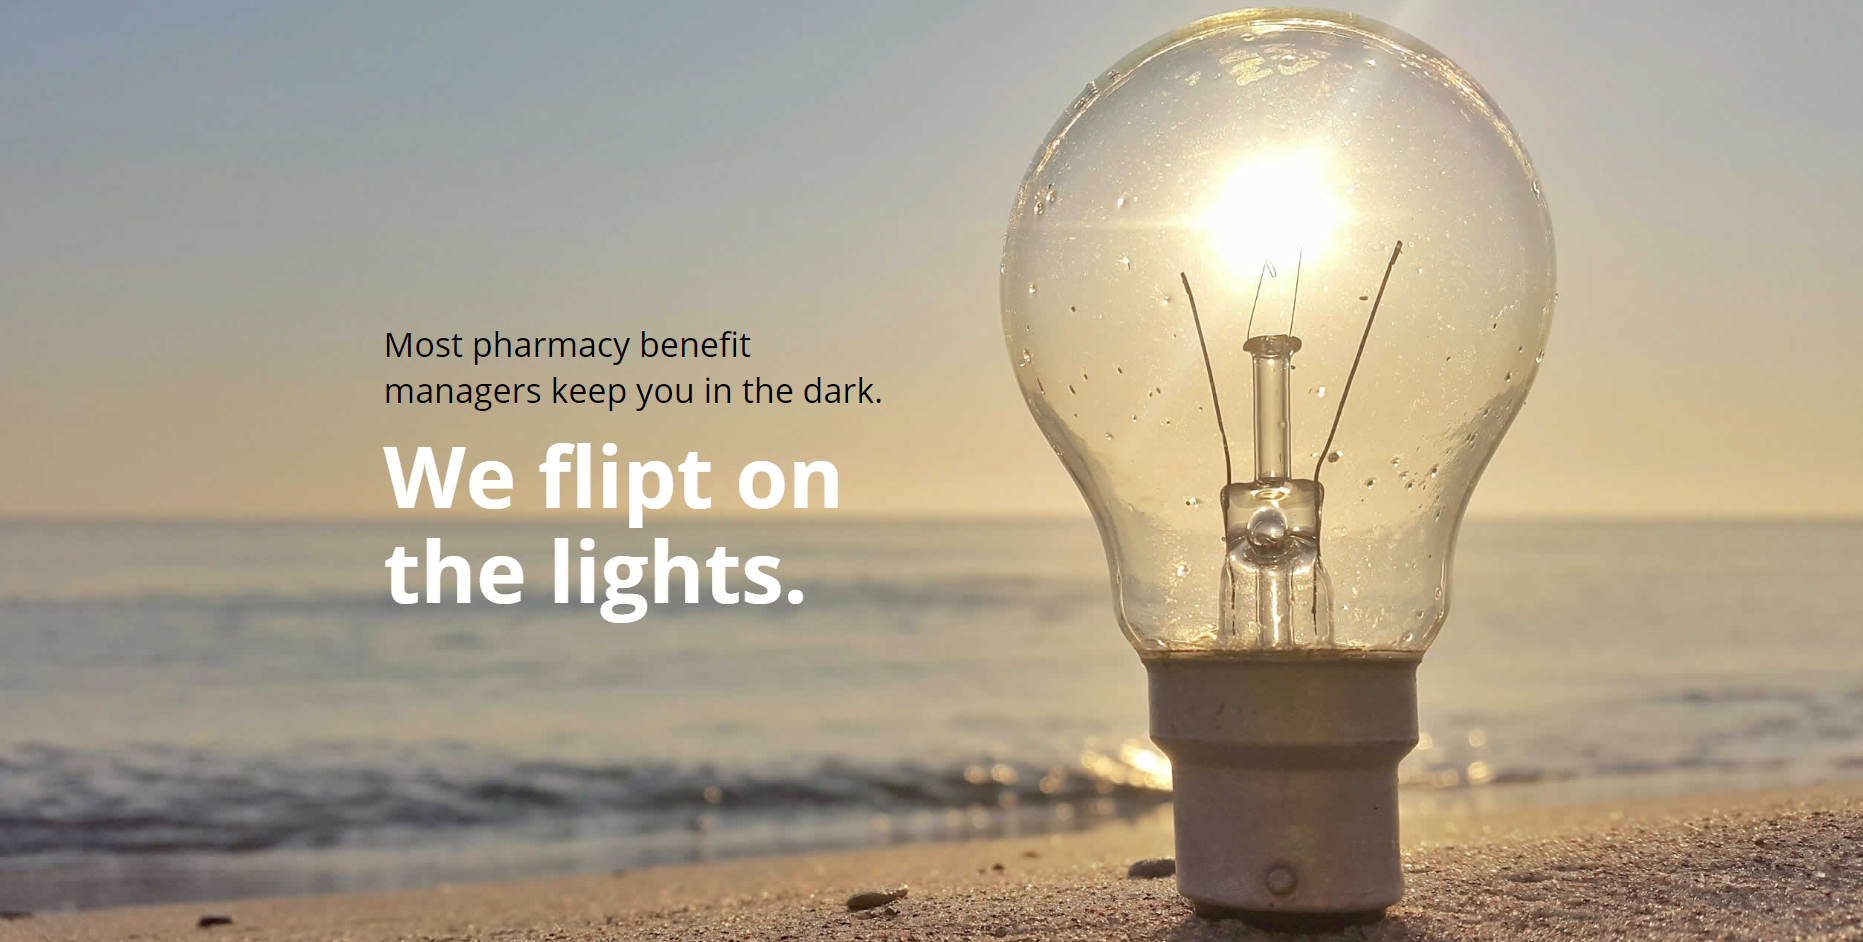 Most pharmacy benefit
managers keep you in the dark.
We flipt on
the lights.